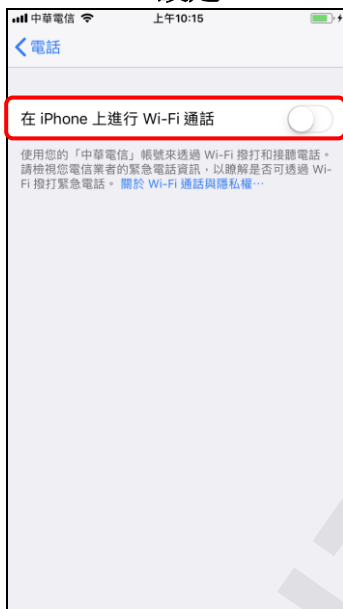 中華電信 上午10:15
電話
在 iPhone 上進行 Wi-Fi 通話
使用您的「中華電信」帳號來透過 Wi-Fi 撥打和接聽電話。
請檢視您電信業者的緊急電話資訊，以瞭解是否可透過 Wi-
Fi 撥打緊急電話。關於 Wi-Fi 通話與隱私權⋯